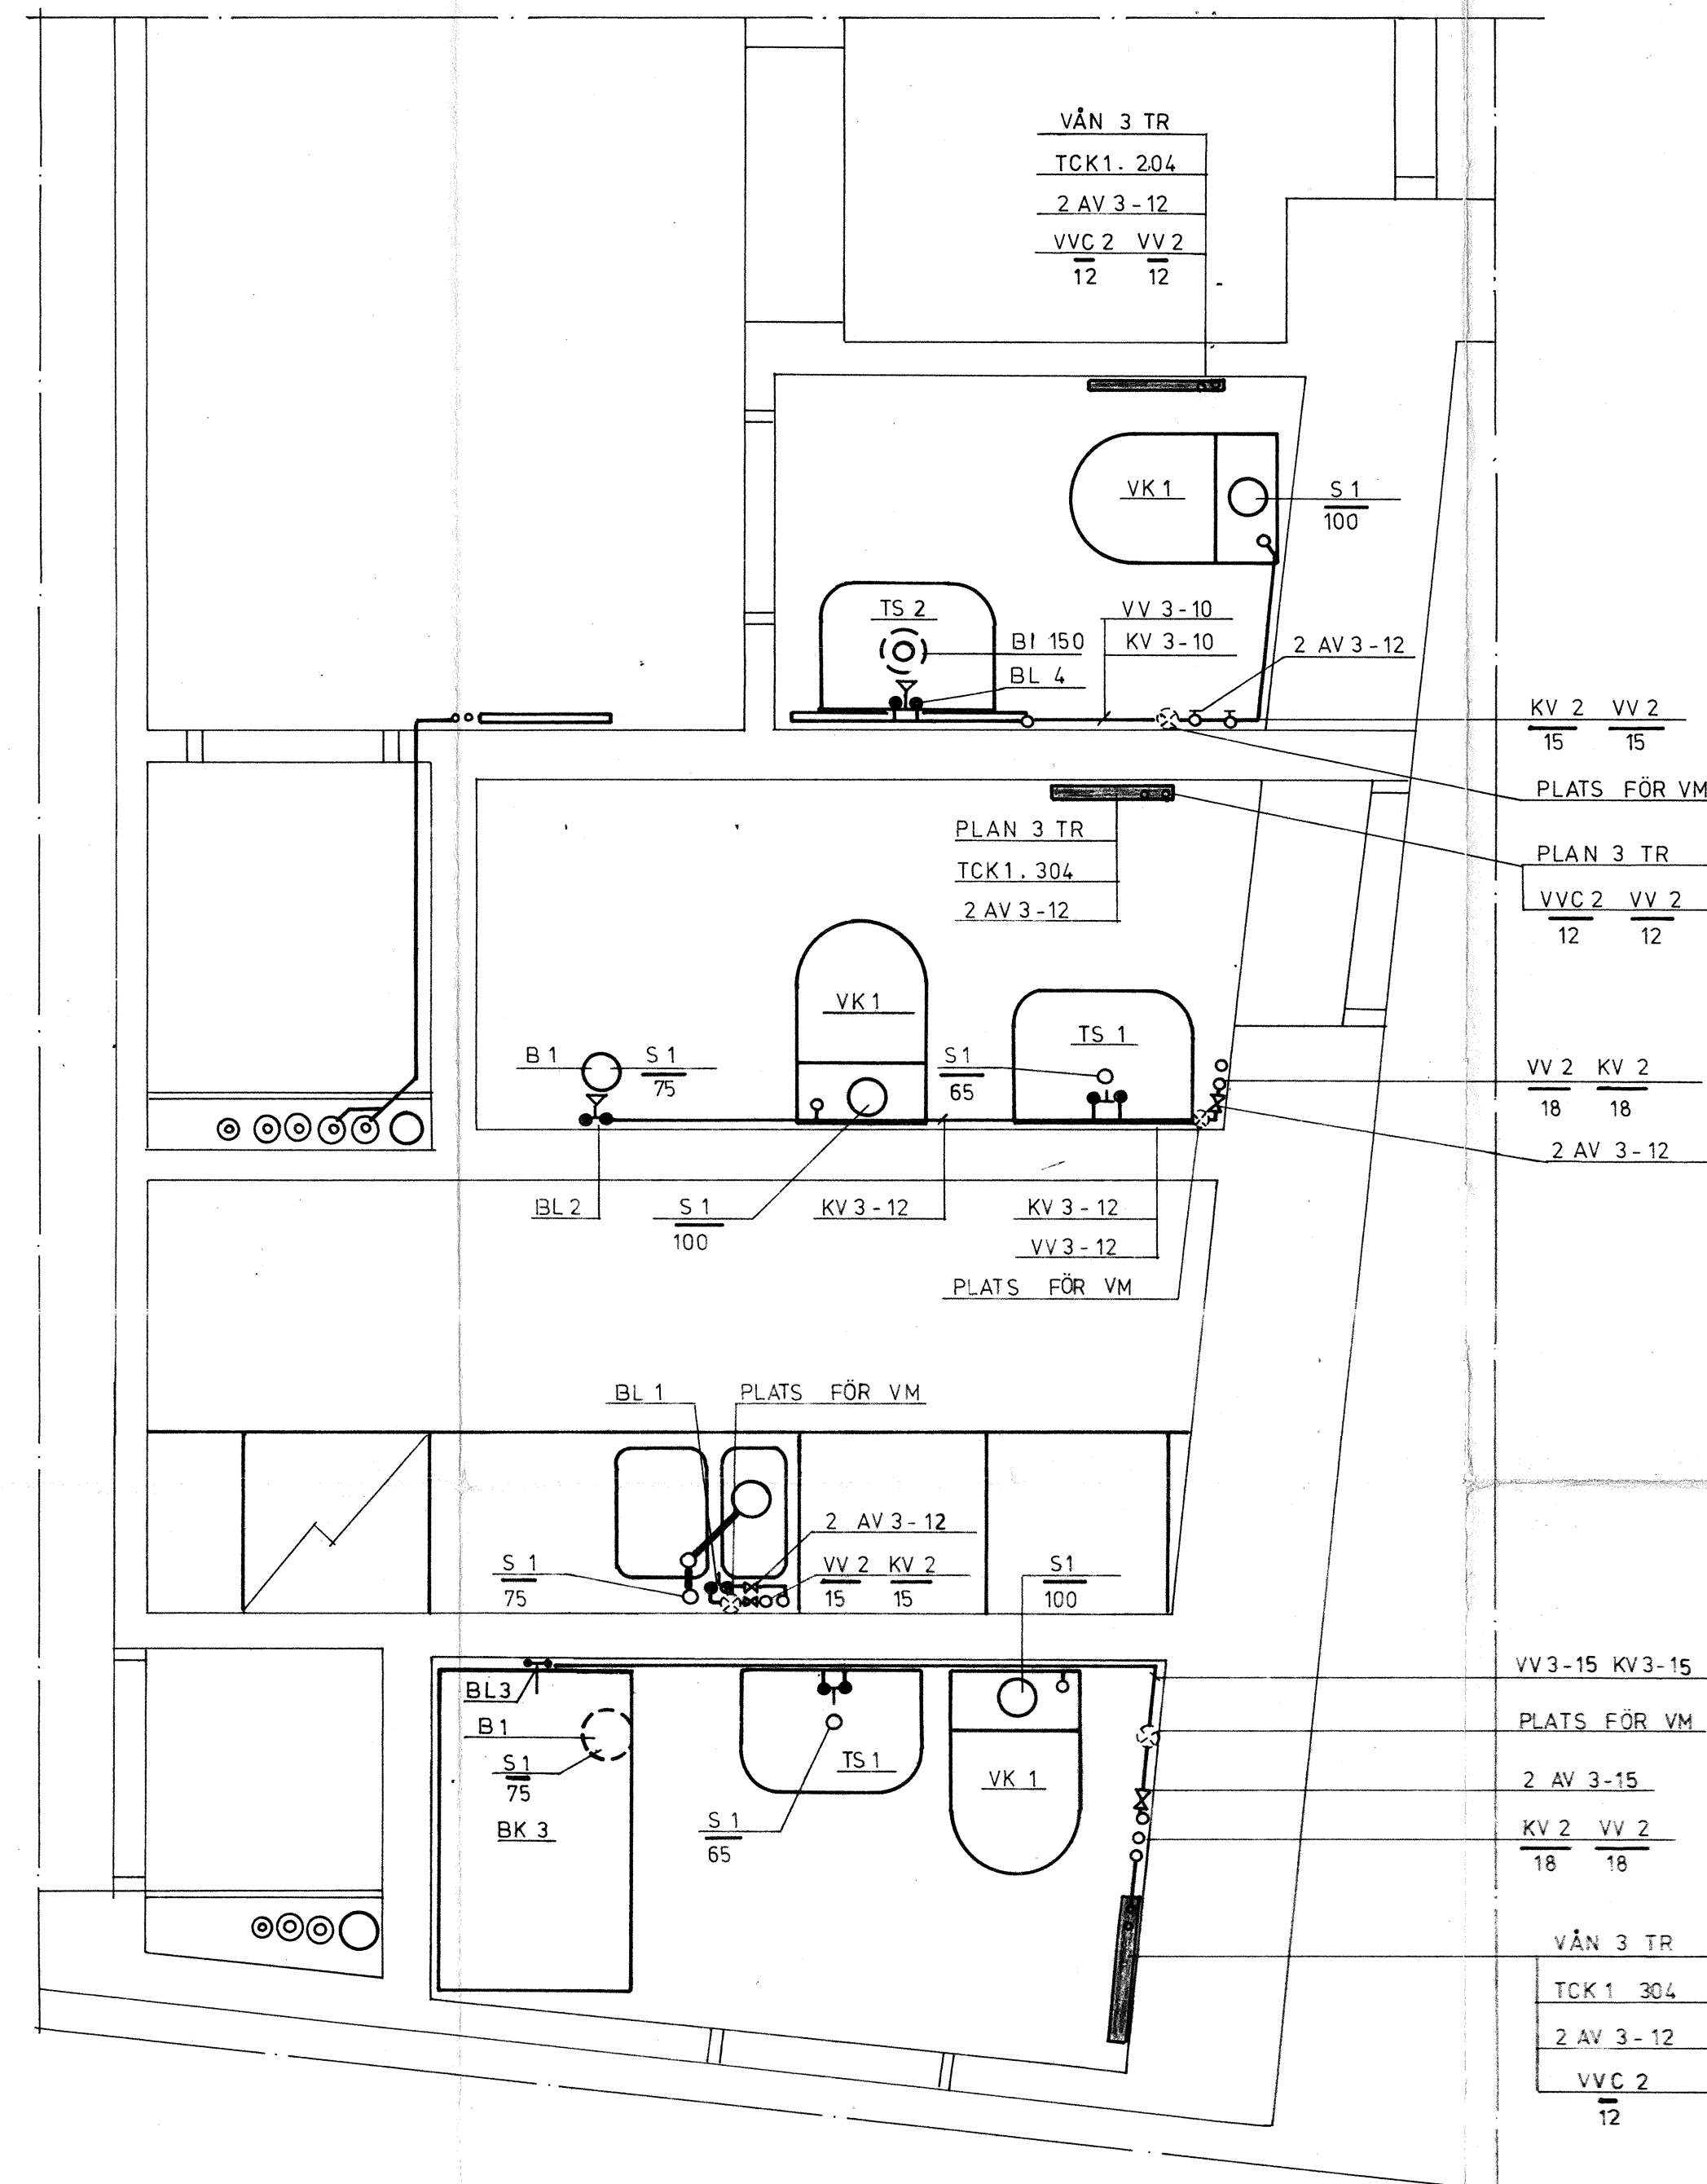 VÅN 3 TR
TCK1. 204
2 AV 3-12
VVC 2 VV 2
12 12
VK 1
S 1
100
TS 2
VV 3-10
BI 150
KV 3-10
2 AV 3-12
BL 4
KV 2 VV 2
15 15
PLATS FÖR VM
PLAN 3 TR
TCK1. 304
2 AV 3-12
PLAN 3 TR
VVC 2 VV 2
12 12
VK 1
TS 1
B 1
S 1
75
S 1
65
VV 2 KV 2
18 18
2 AV 3-12
BL 2
S 1
100
KV 3-12
KV 3-12
VV 3-12
PLATS FÖR VM
BL 1
PLATS FÖR VM
2 AV 3-12
S 1
75
VV 2 KV 2
15 15
S1
100
VV 3-15 KV 3-15
BL3
B 1
PLATS FÖR VM
S 1
75
TS 1
VK 1
2 AV 3-15
BK 3
S 1
65
KV 2 VV 2
18 18
VÅN 3 TR
TCK 1 304
2 AV 3-12
VVC 2
12